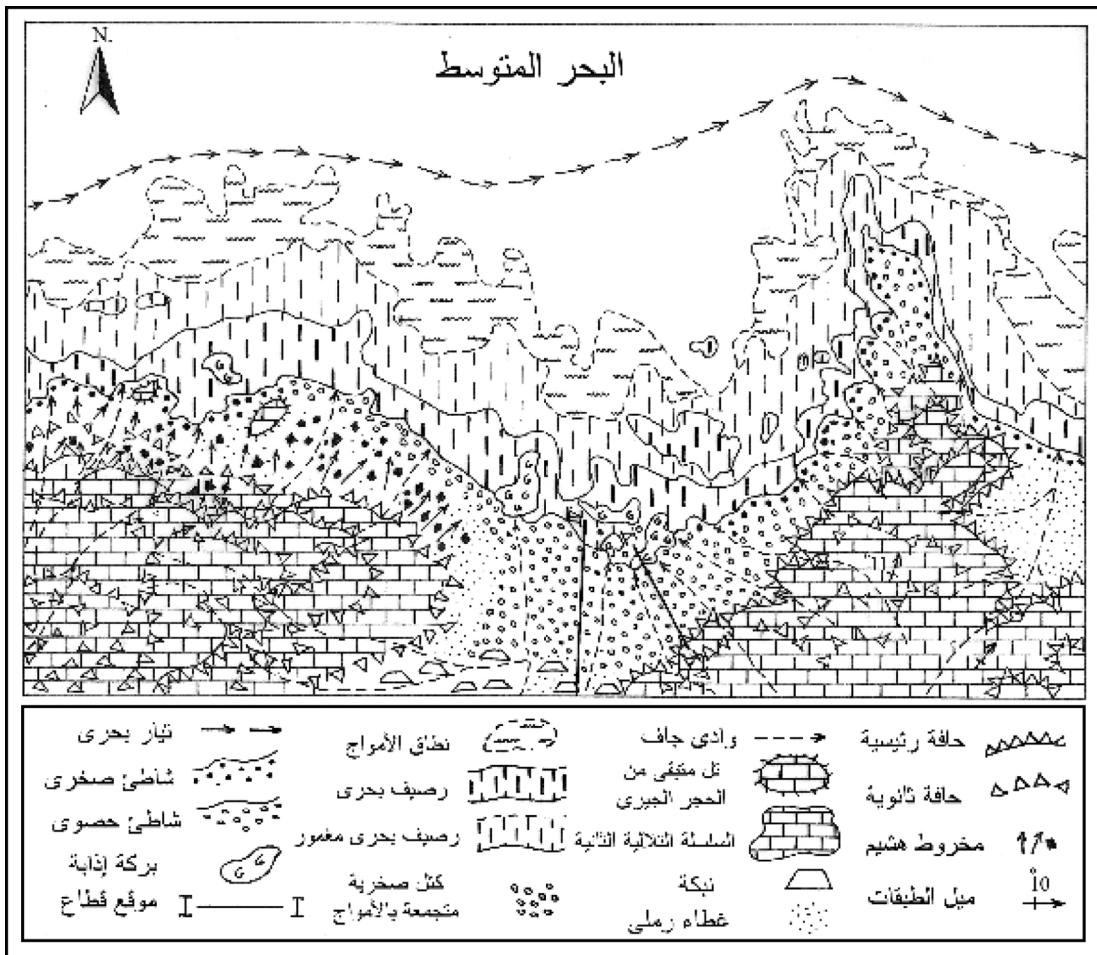 N.
البحر المتوسط
11
حافة رئيسية
حافة ثانوية
مخروط هشيم
ميل الطبقات
10
وادى جاف
تل متبقى من
الحجر الجيرى
السلسلة التلالية الثانية
نبكة
غطاء رملى
نطاق الأمواج
رصيف بحرى
رصيف بحرى مغمور
كتل صخرية
متجمعة بالأمواج
تيار بحرى
شاطئ صخرى
شاطئ حصوى
بركة إذابة
موقع قطاع